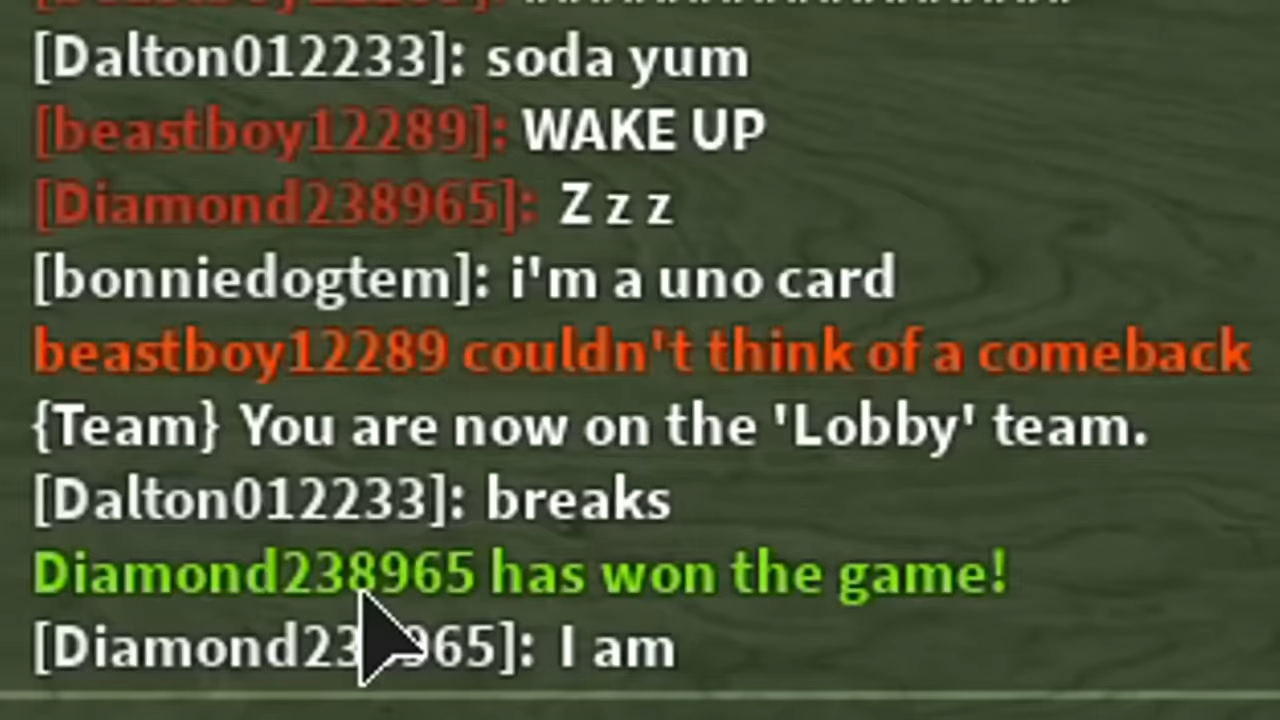 [Dalton012233]: soda yum
[beastboy12289]: WAKE UP
[Diamond238965]: Z z z
[bonniedogtem]: i'm a uno card
beastboy12289 couldn't think of a comeback
{Team} You are now on the 'Lobby' team.
[Dalton012233]: breaks
Diamond238965 has won the game!
[Diamond238965]: I am